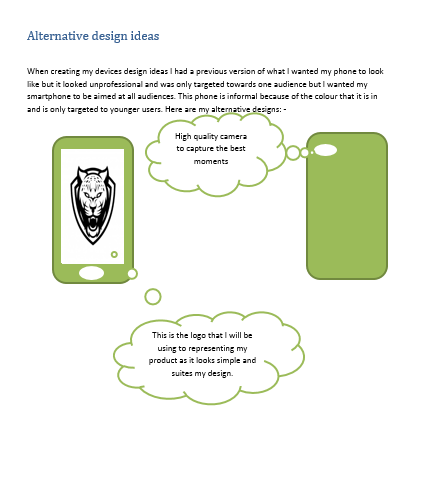 Alternative design ideas
When creating my devices design ideas I had a previous version of what I wanted my phone to look
like but it looked unprofessional and was only targeted towards one audience but I wanted my
smartphone to be aimed at all audiences. This phone is informal because of the colour that it is in
and is only targeted to younger users. Here are my alternative designs: -
High quality camera
to capture the best
moments
This is the logo that I will be
using to representing my
product as it looks simple and
suites my design.